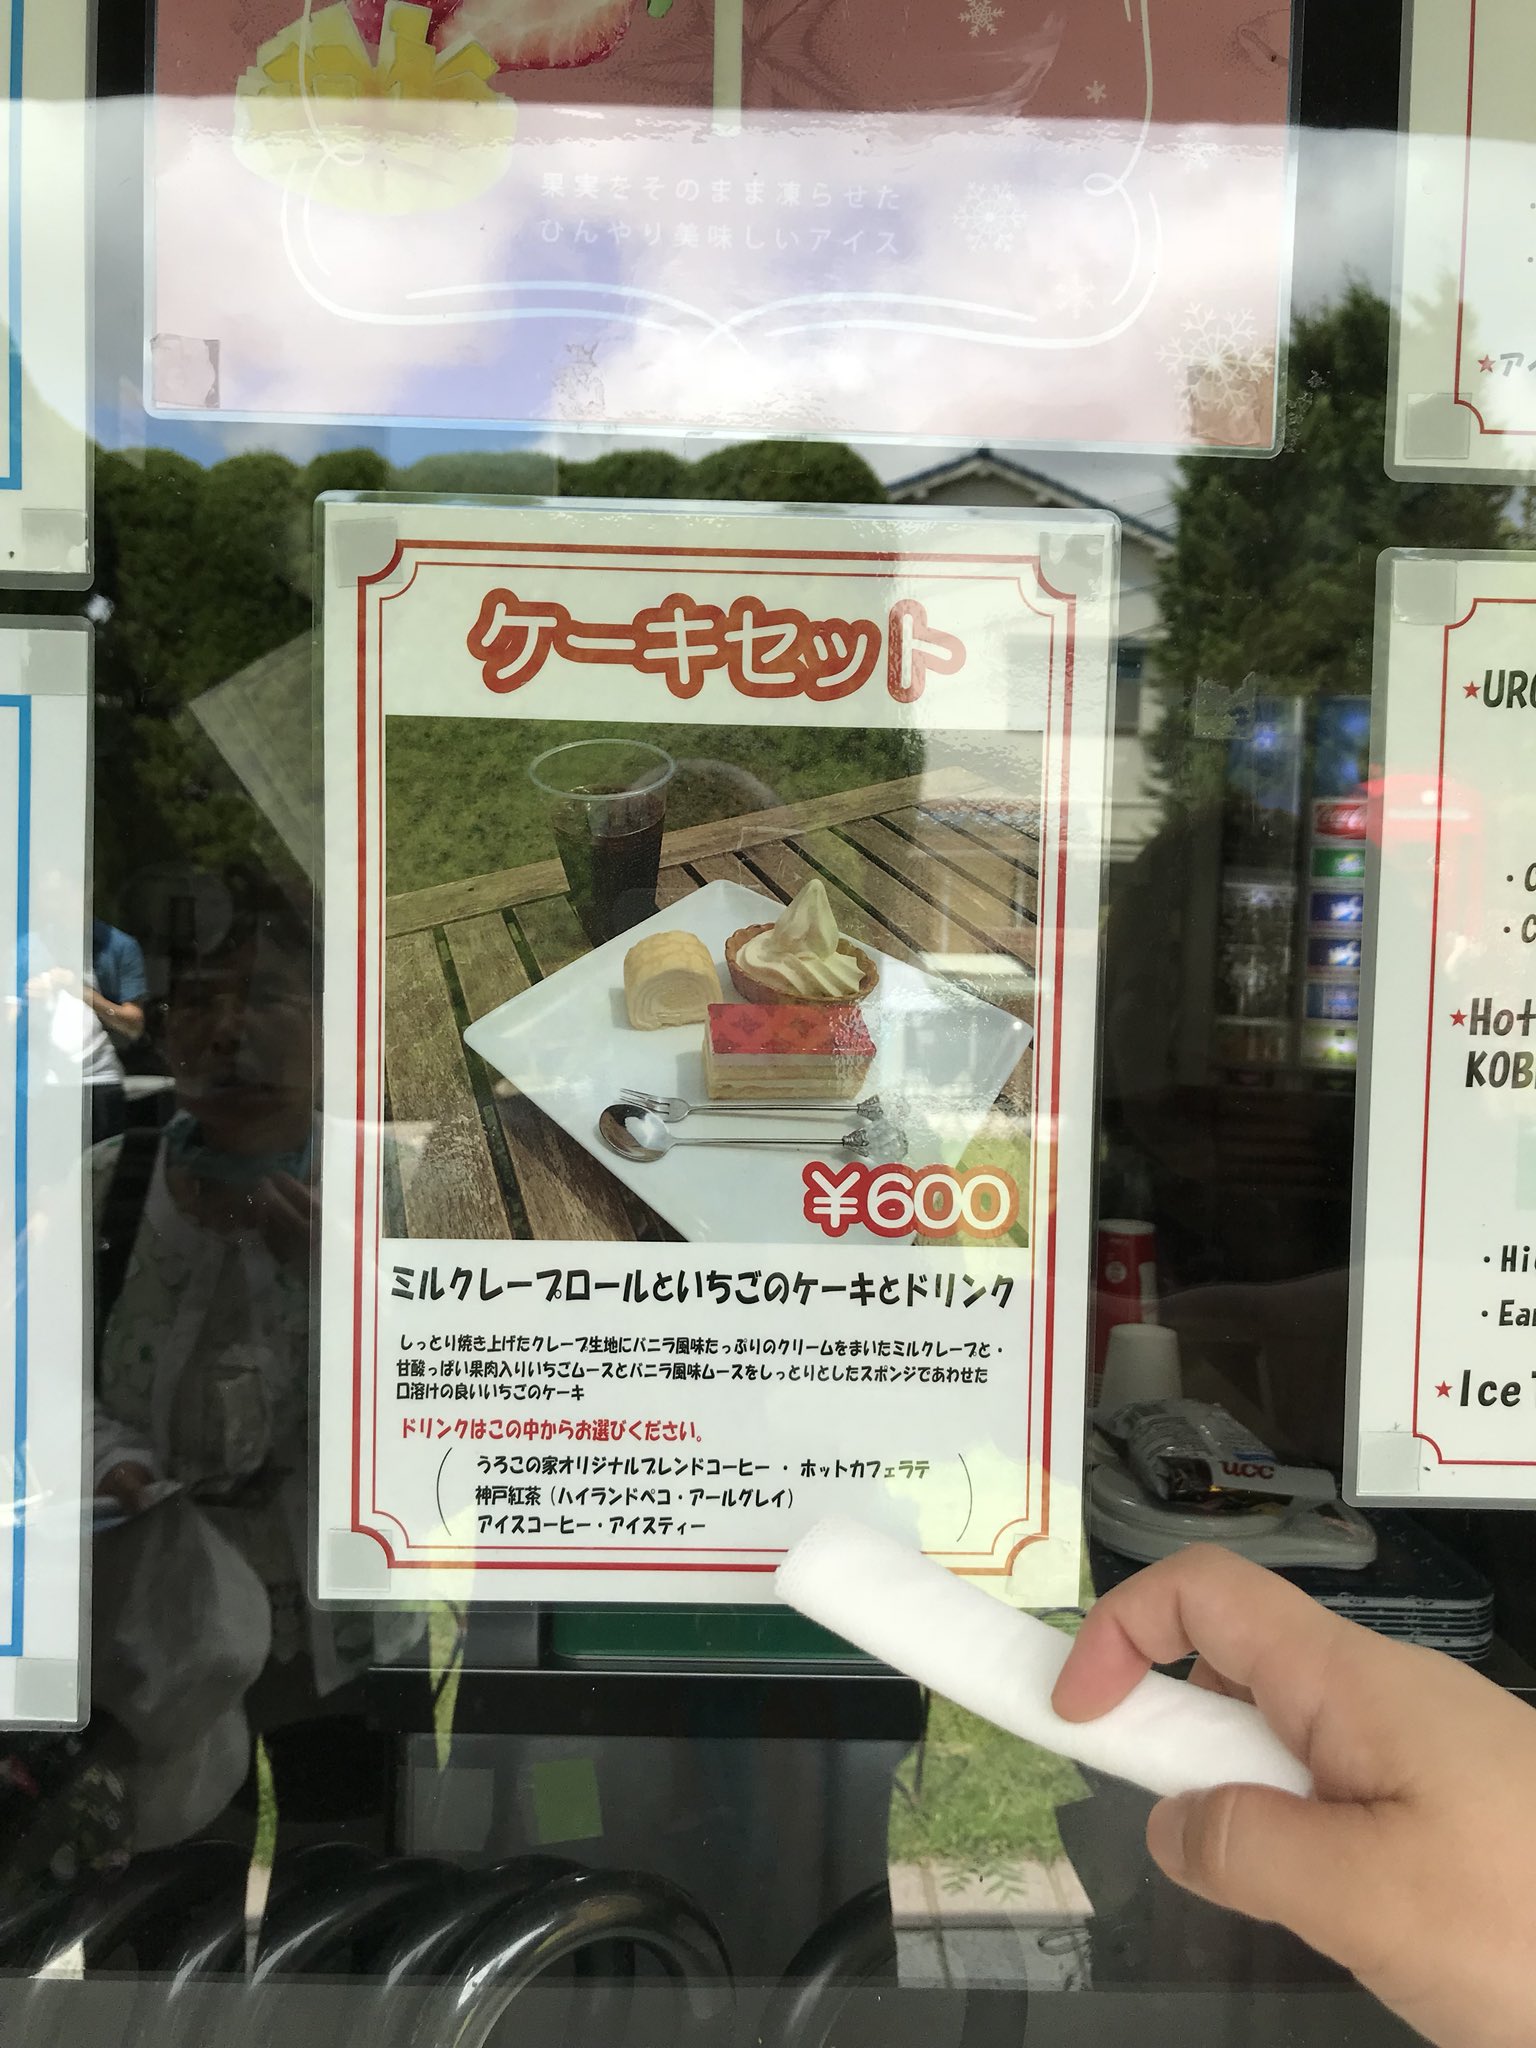 果実をそのまま凍らせた
ひんやり美味しいアイス
ケーキセット
¥600
ミルクレープロールといちごのケーキとドリンク
しっとり焼き上げたクレープ生地にバニラ風味たっぷりのクリームをまいたミルクレープと・
甘酸っぱい果肉入りいちごムースとバニラ風味ムースをしっとりとしたスポンジであわせた
口溶けの良いいちごのケーキ
ドリンクはこの中からお選びください。
うろこの家オリジナルブレンドコーヒー・ホットカフェラテ
神戸紅茶（ハイランドペコ・アールグレイ）
アイスコーヒー・アイスティー
★Hot
ucc
★Ice